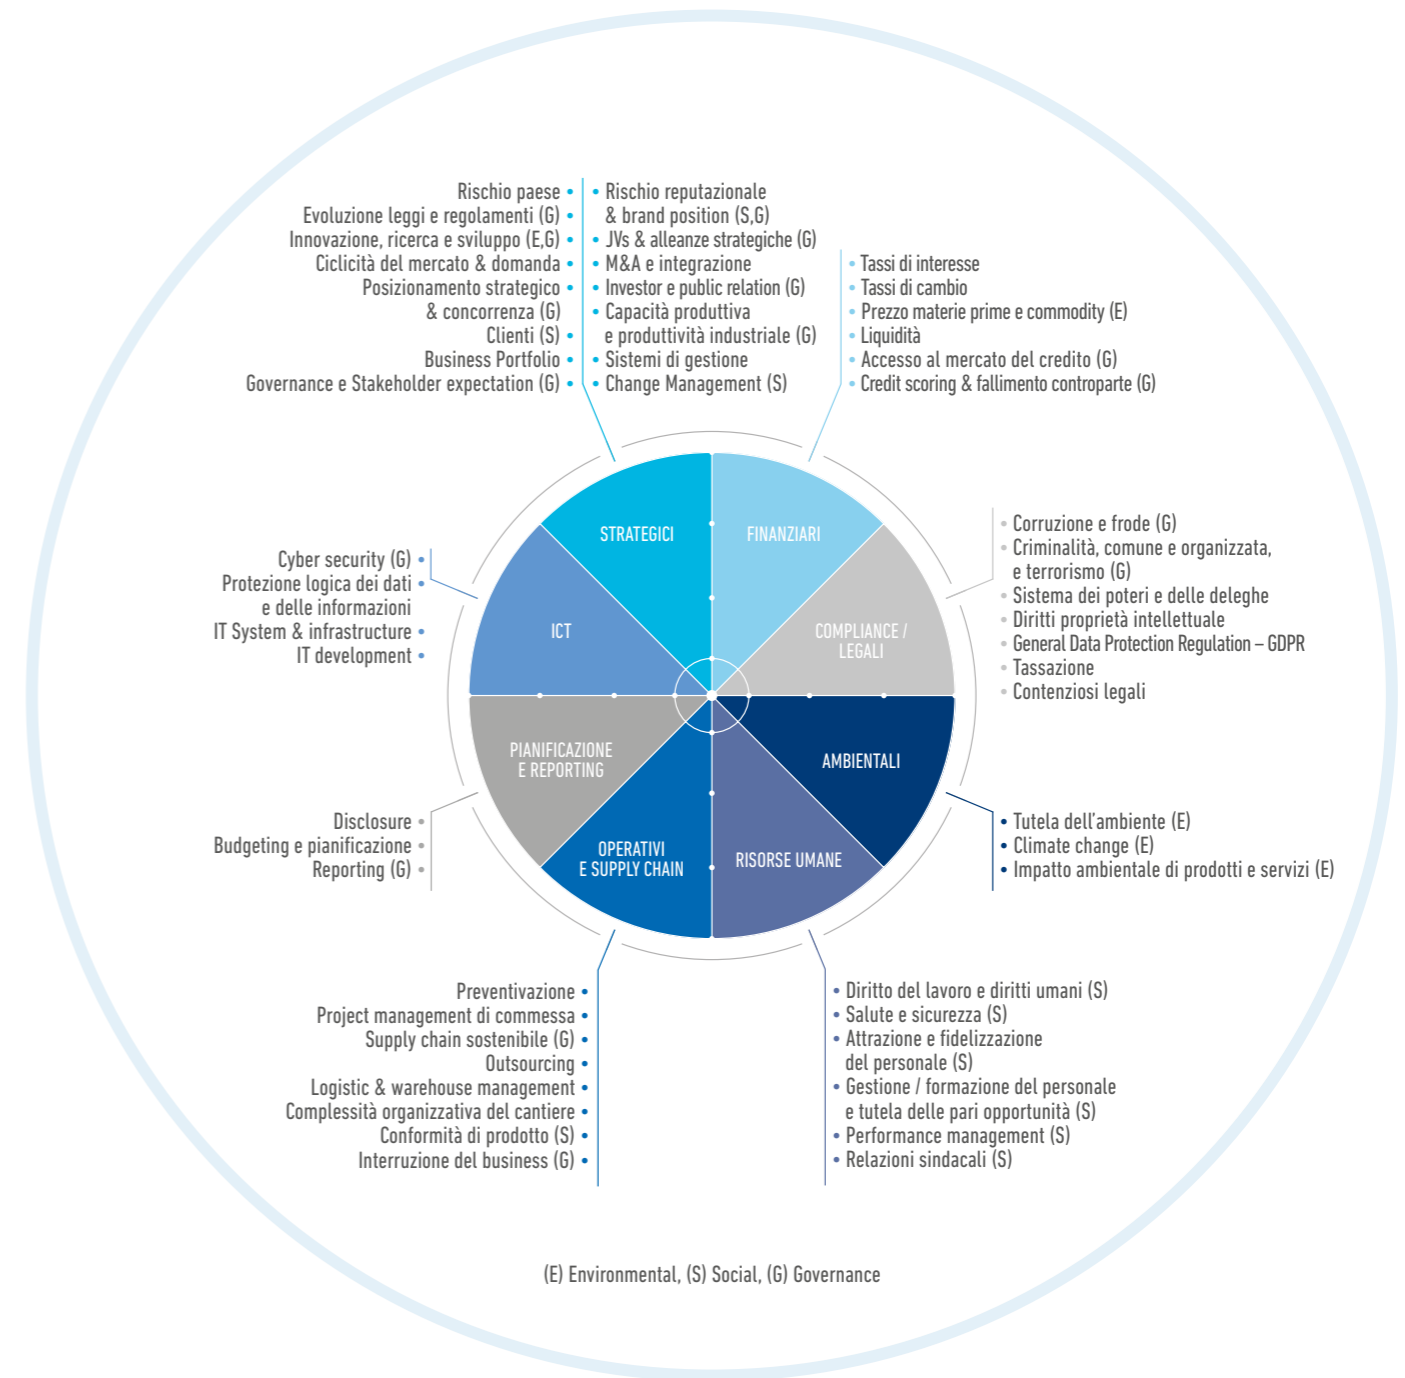 Rischio paese •
Evoluzione leggi e regolamenti (G) •
Innovazione, ricerca e sviluppo (E,G) •
Ciclicità del mercato & domanda •
Posizionamento strategico •
& concorrenza (G)
Clienti (S) •
Business Portfolio •
Governance e Stakeholder expectation (G) •
• Rischio reputazionale
& brand position (S,G)
• JVs & alleanze strategiche (G)
• M&A e integrazione
• Investor e public relation (G)
• Capacità produttiva
e produttività industriale (G)
• Sistemi di gestione
• Change Management (S)
• Tassi di interesse
• Tassi di cambio
• Prezzo materie prime e commodity (E)
• Liquidità
• Accesso al mercato del credito (G)
• Credit scoring & fallimento controparte (G)
STRATEGICI
FINANZIARI
Cyber security (G) •
Protezione logica dei dati •
e delle informazioni
IT System & infrastructure •
IT development •
ICT
COMPLIANCE /
LEGALI
• Corruzione e frode (G)
• Criminalità, comune e organizzata,
e terrorismo (G)
• Sistema dei poteri e delle deleghe
• Diritti proprietà intellettuale
• General Data Protection Regulation – GDPR
• Tassazione
• Contenziosi legali
PIANIFICAZIONE
E REPORTING
AMBIENTALI
Disclosure •
Budgeting e pianificazione •
Reporting (G) •
OPERATIVI
E SUPPLY CHAIN
RISORSE UMANE
• Tutela dell'ambiente (E)
• Climate change (E)
• Impatto ambientale di prodotti e servizi (E)
Preventivazione •
Project management di commessa •
Supply chain sostenibile (G) •
Outsourcing •
Logistic & warehouse management •
Complessità organizzativa del cantiere •
Conformità di prodotto (S) •
Interruzione del business (G) •
• Diritto del lavoro e diritti umani (S)
• Salute e sicurezza (S)
• Attrazione e fidelizzazione
del personale (S)
• Gestione / formazione del personale
e tutela delle pari opportunità (S)
• Performance management (S)
• Relazioni sindacali (S)
(E) Environmental, (S) Social, (G) Governance